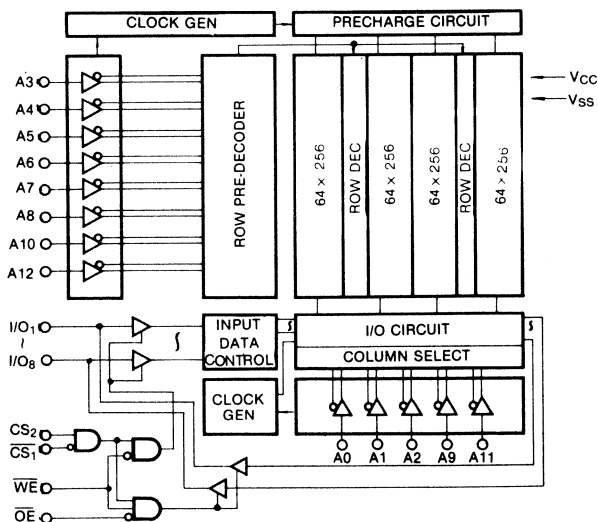 CLOCK GEN
PRECHARGE CIRCUIT
A3
A4
A5
A6
A7
A8
A10
A12
ROW PRE-DECODER
64 × 256
ROW DEC
64 × 256
64 × 256
ROW DEC
64 × 256
VCC
VSS
I/O1
~
I/O8
INPUT
DATA
CONTROL
I/O CIRCUIT
COLUMN SELECT
CLOCK
GEN
A0 A1 A2 A9 A11
CS2
CS1
WE
OE